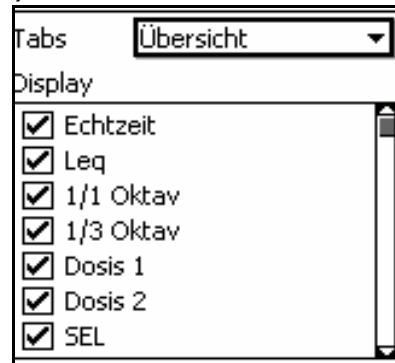 Tabs Übersicht
Display
Echtzeit
Leq
1/1 Oktav
1/3 Oktav
Dosis 1
Dosis 2
SEL